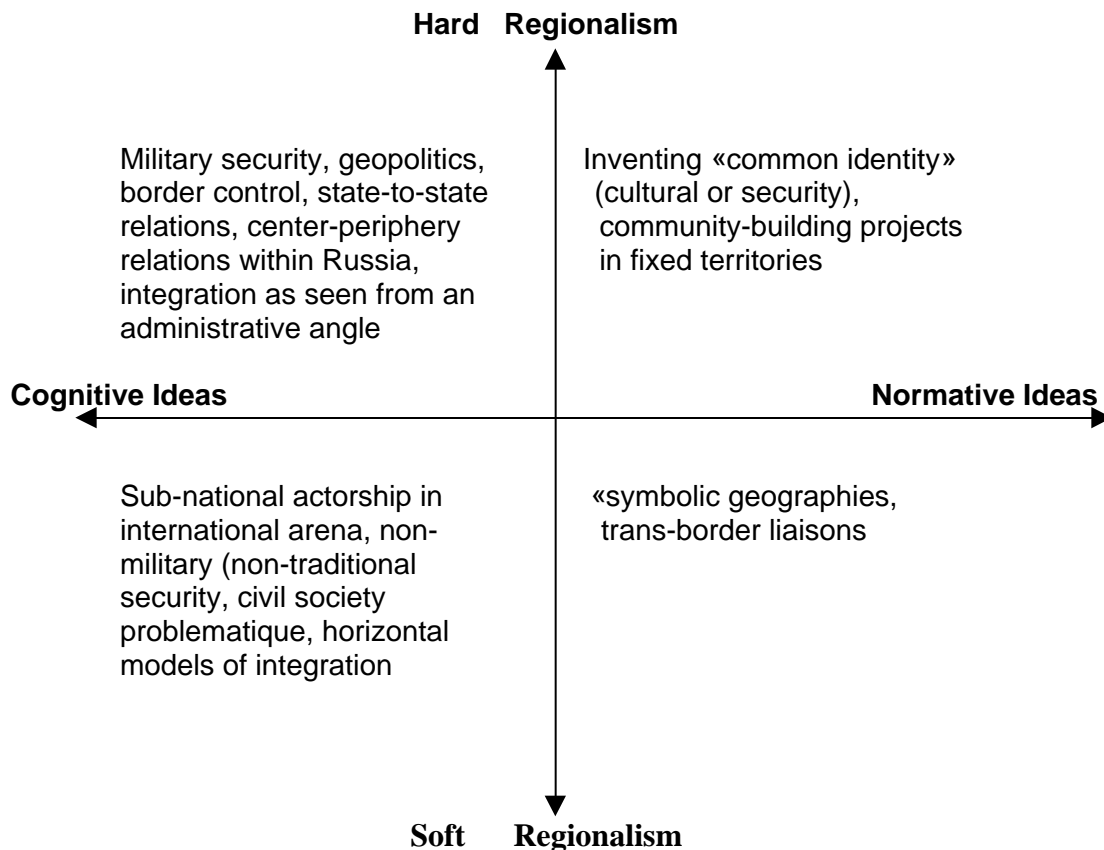 Hard Regionalism
Military security, geopolitics,
border control, state-to-state
relations, center-periphery
relations within Russia,
integration as seen from an
administrative angle
Inventing «common identity»
(cultural or security),
community-building projects
in fixed territories
Cognitive Ideas
Normative Ideas
Sub-national actorship in
international arena, non-
military (non-traditional
security, civil society
problematique, horizontal
models of integration
«symbolic geographies,
trans-border liaisons
Soft Regionalism